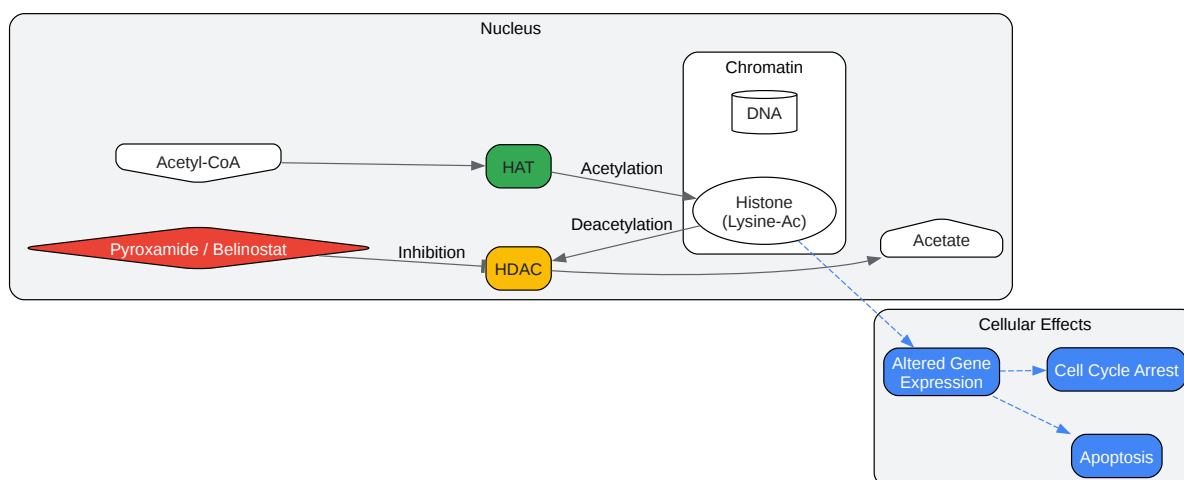 Nucleus
Chromatin
DNA
Acetyl-CoA
HAT
Acetylation
Histone
(Lysine-Ac)
Deacetylation
Acetate
Pyroxamide / Belinostat
Inhibition
HDAC
Cellular Effects
Altered Gene
Expression
Cell Cycle Arrest
Apoptosis